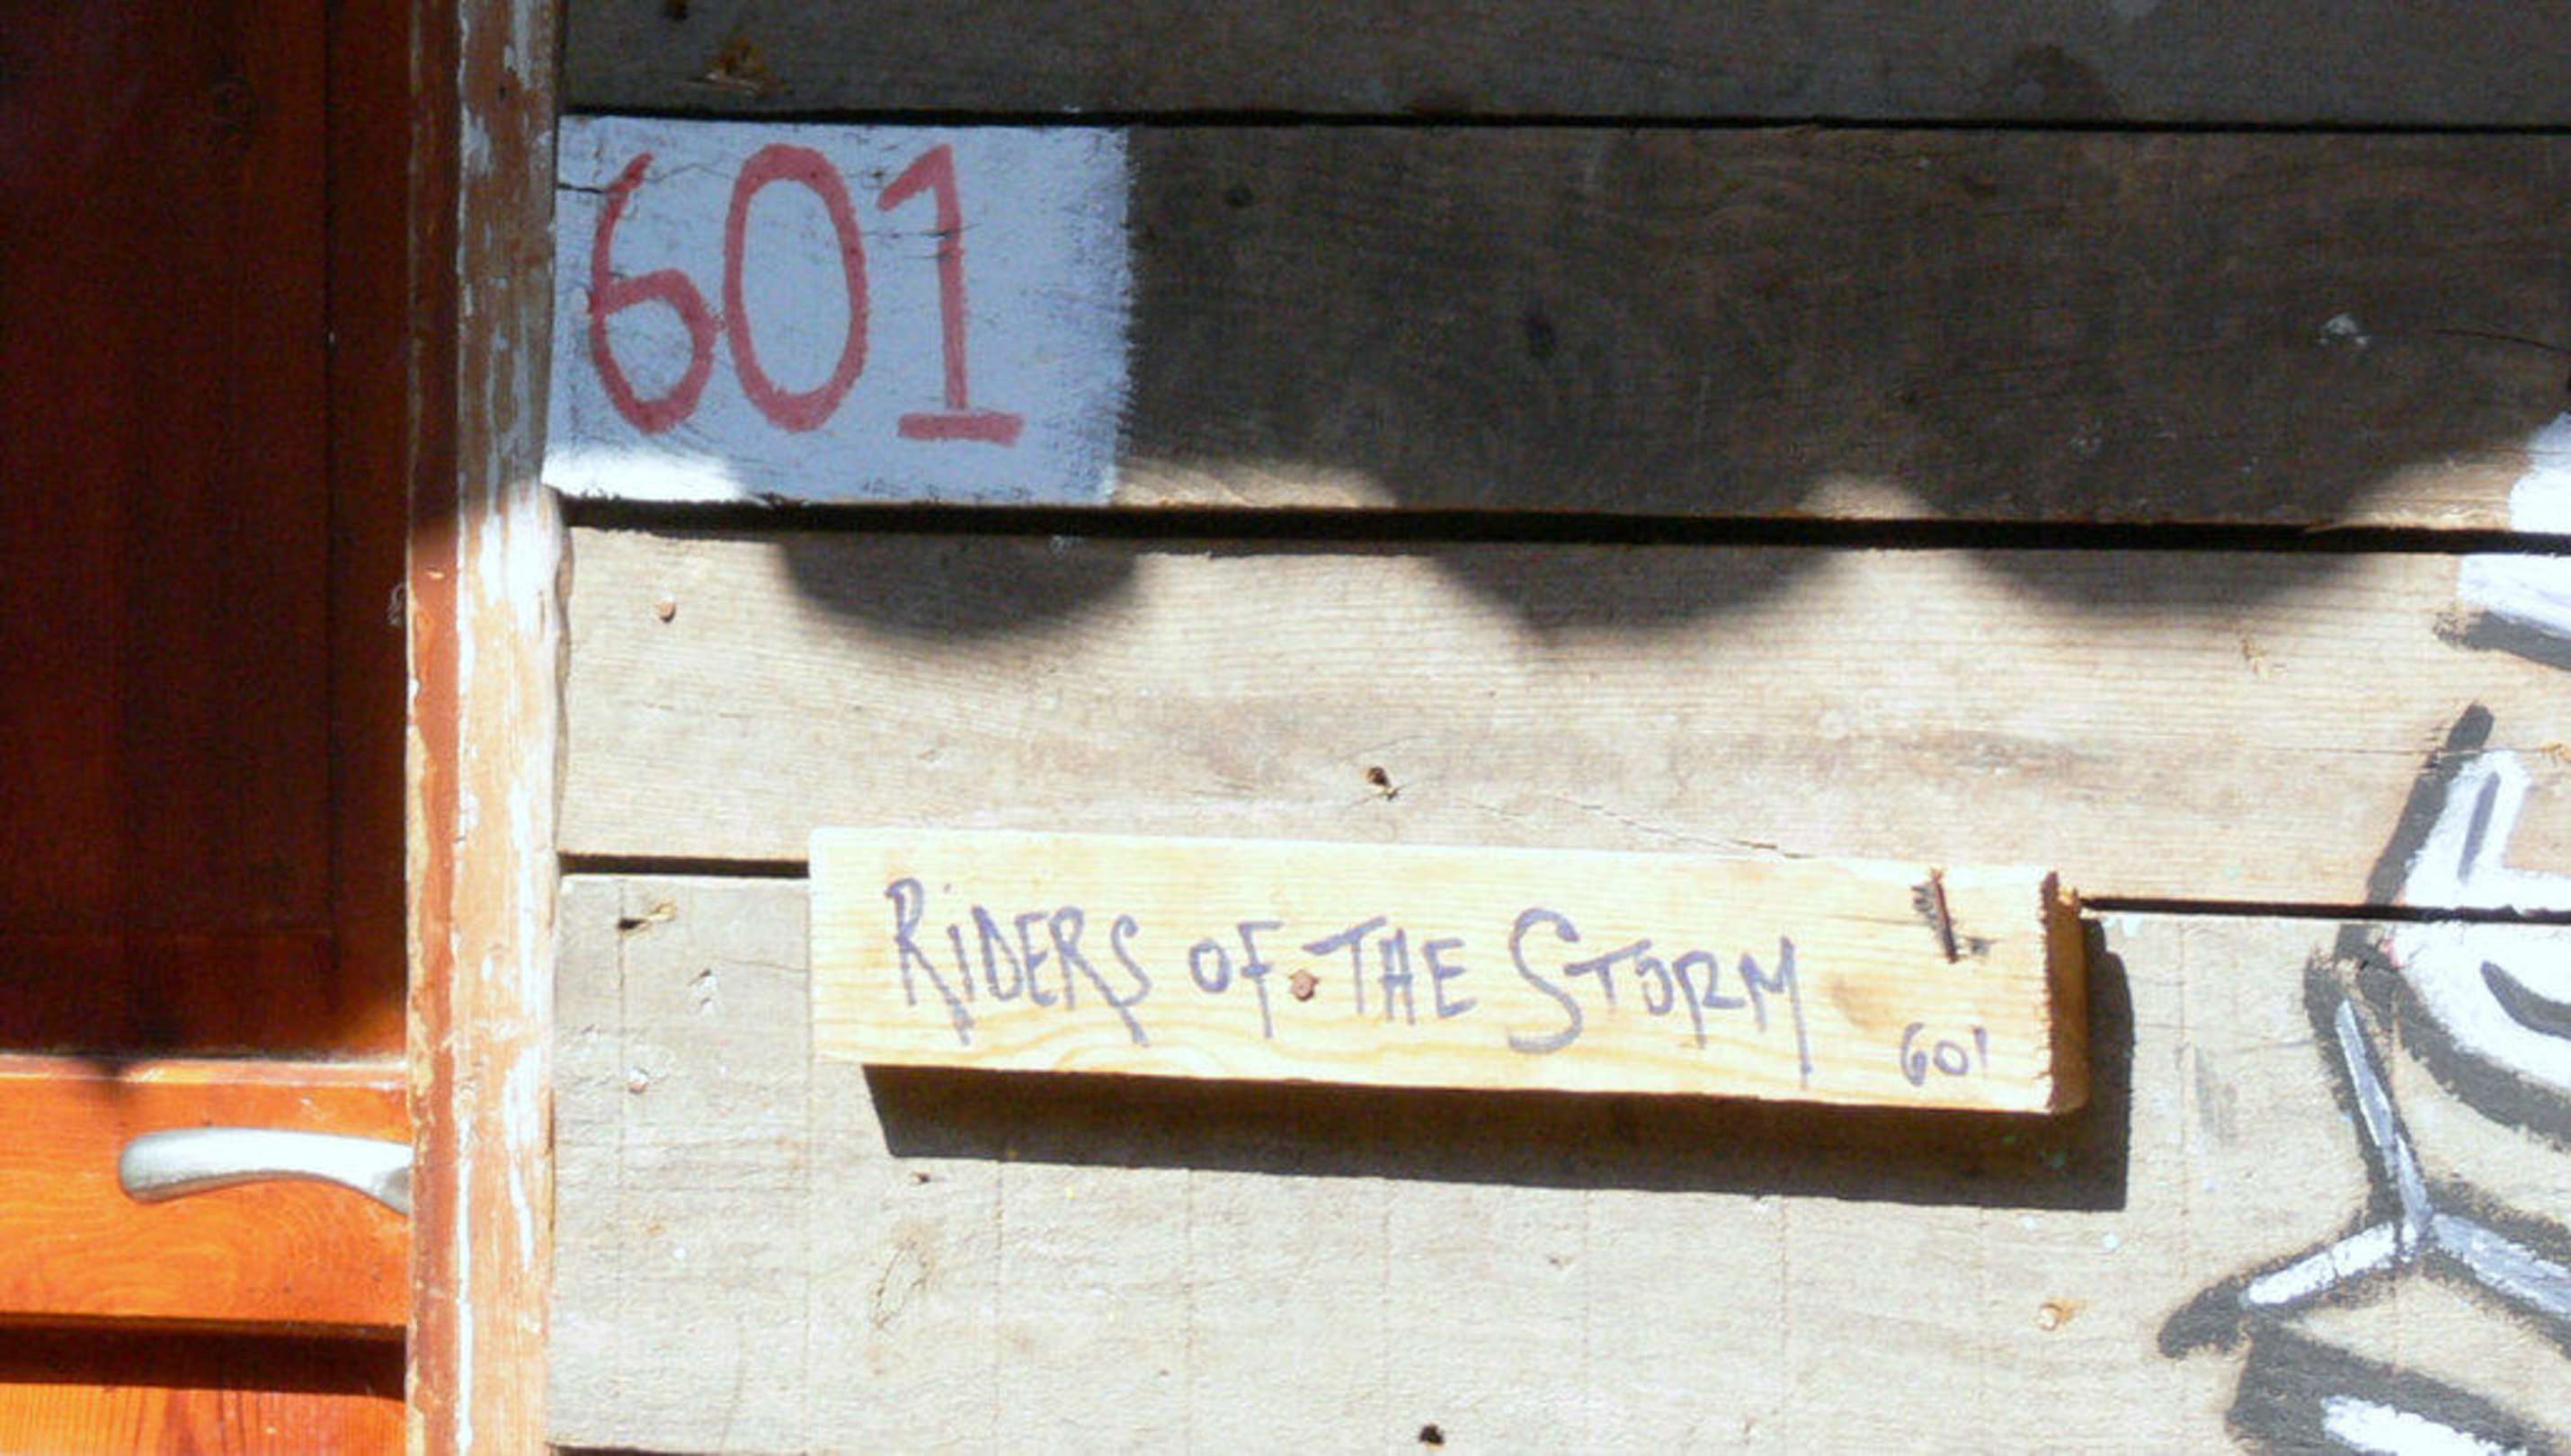 601
RiDERS OF THE STORM
601